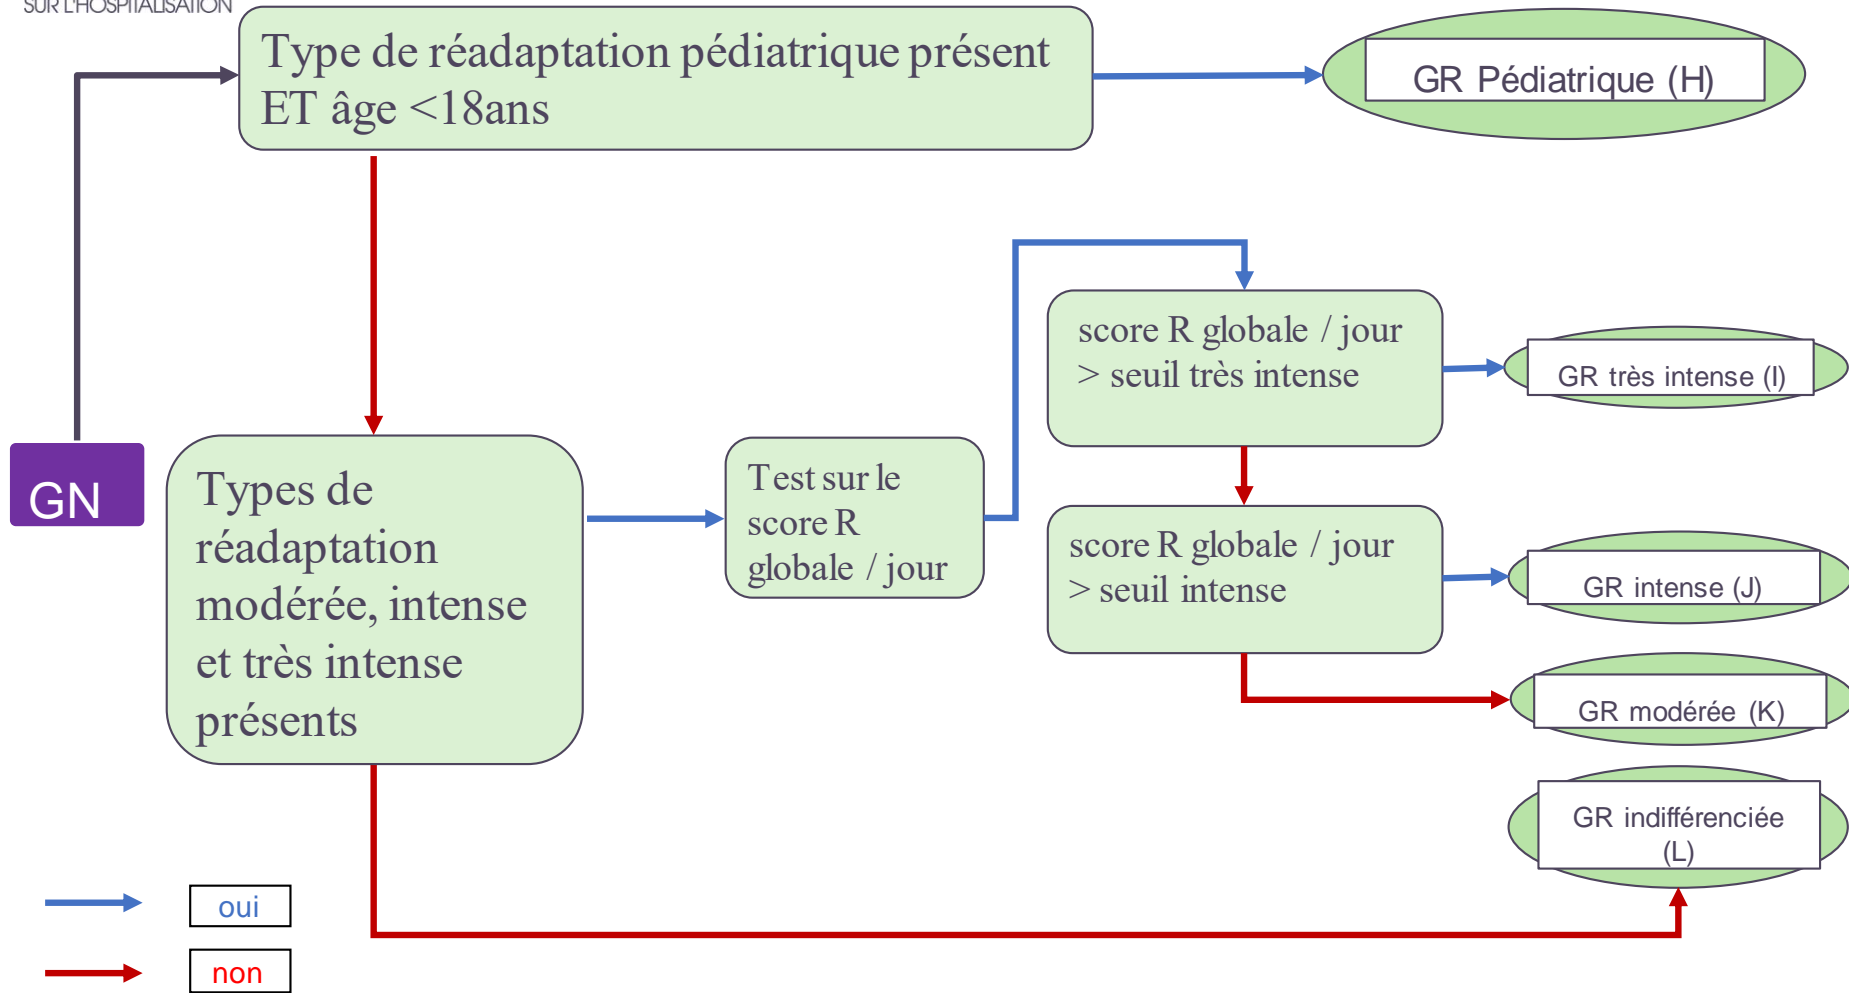 SUR L'HOSPITALISATION
Type de réadaptation pédiatrique présent
ET âge <18ans
GR Pédiatrique (H)
score R globale / jour
> seuil très intense
GR très intense (I)
GN
Types de
réadaptation
modérée, intense
et très intense
présents
Test sur le
score R
globale / jour
score R globale / jour
> seuil intense
GR intense (J)
GR modérée (K)
GR indifférenciée
(L)
oui
non